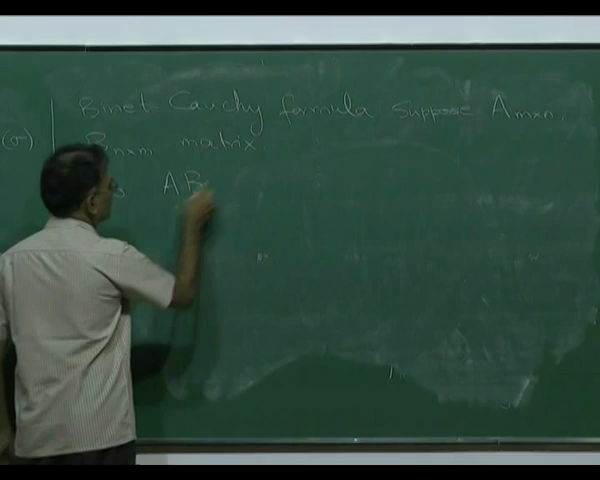 (σ)
Binet Cauchy formula Suppose Amxn,
Bnxm matrix
AB